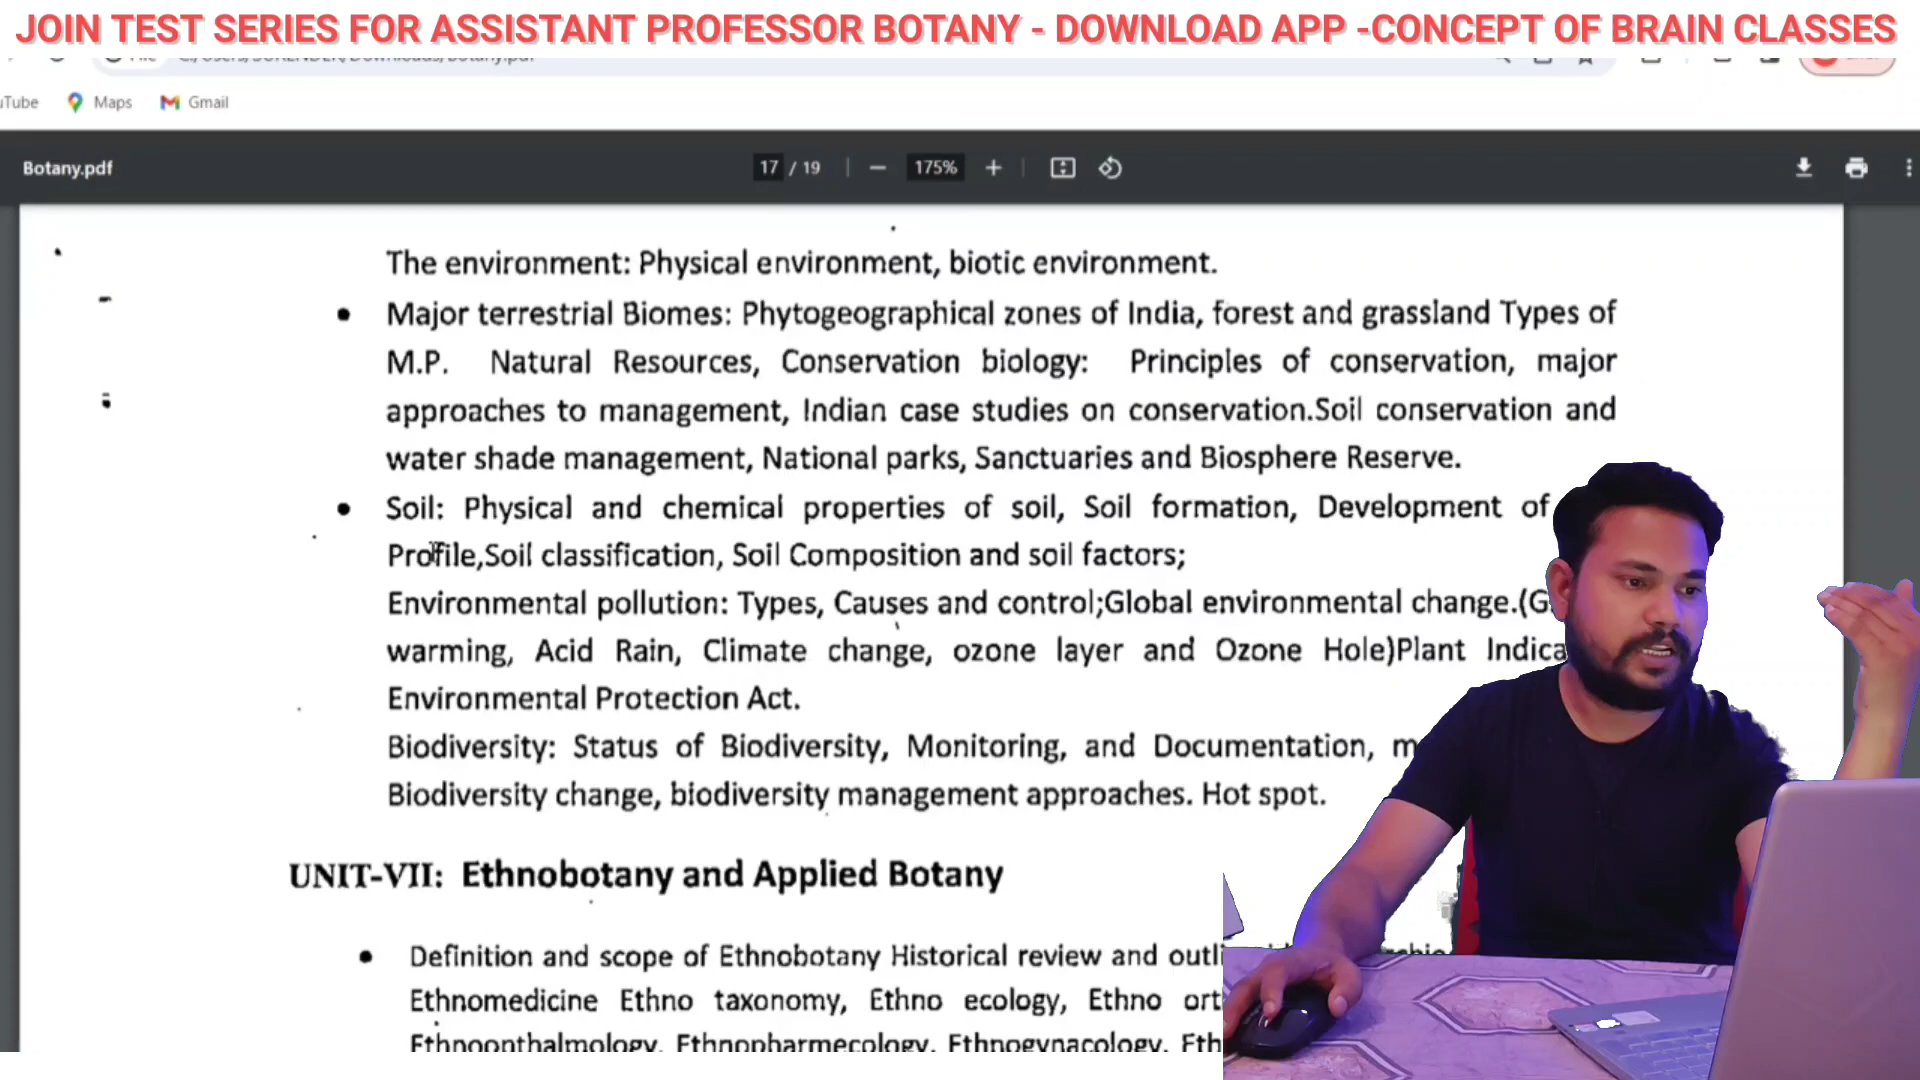 JOIN TEST SERIES FOR ASSISTANT PROFESSOR BOTANY - DOWNLOAD APP -CONCEPT OF BRAIN CLASSES
Maps Gmail
Botany.pdf 17 / 19 175%
The environment: Physical environment, biotic environment.
• Major terrestrial Biomes: Phytogeographical zones of India, forest and grassland Types of
M.P. Natural Resources, Conservation biology: Principles of conservation, major
approaches to management, Indian case studies on conservation.Soil conservation and
water shade management, National parks, Sanctuaries and Biosphere Reserve.
• Soil: Physical and chemical properties of soil, Soil formation, Development of
Profile,Soil classification, Soil Composition and soil factors;
Environmental pollution: Types, Causes and control;Global environmental change.(G
warming, Acid Rain, Climate change, ozone layer and Ozone Hole)Plant Indica
Environmental Protection Act.
Biodiversity: Status of Biodiversity, Monitoring, and Documentation, m
Biodiversity change, biodiversity management approaches. Hot spot.
UNIT-VII: Ethnobotany and Applied Botany
• Definition and scope of Ethnobotany Historical review and outli
Ethnomedicine Ethno taxonomy, Ethno ecology, Ethno ort
Ethnoopthalmology, Ethnopharmecology, Ethnogynacology, Eth